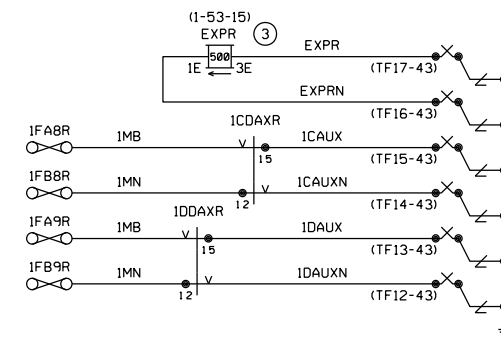 (1-53-15)
EXPR 3 EXPR
500
1E 3E (TF17-43)
EXPRN
(TF16-43)
1CDAXR
1FA8R 1MB V 1CAUX
15 (TF15-43)
1FB8R 1MN 1CAUXN
12 V (TF14-43)
1DDAXR
1FA9R 1MB V 1DAUX
15 (TF13-43)
1FB9R 1MN 1DAUXN
12 V (TF12-43)